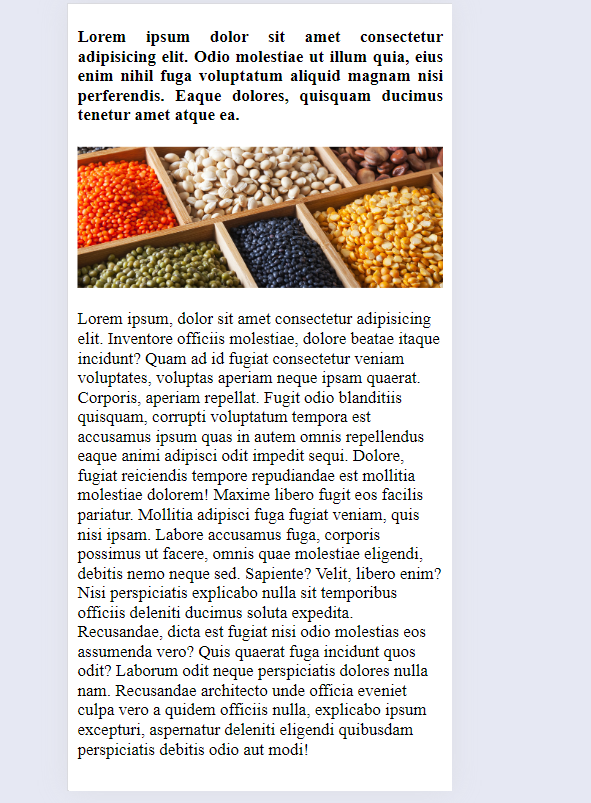 Lorem ipsum dolor sit amet consectetur
adipisicing elit. Odio molestiae ut illum quia, eius
enim nihil fuga voluptatum aliquid magnam nisi
perferendis. Eaque dolores, quisquam ducimus
tenetur amet atque ea.
Lorem ipsum, dolor sit amet consectetur adipisicing
elit. Inventore officiis molestiae, dolore beatae itaque
incidunt? Quam ad id fugiat consectetur veniam
voluptates, voluptas aperiam neque ipsam quaerat.
Corporis, aperiam repellat. Fugit odio blanditiis
quisquam, corrupti voluptatum tempora est
accusamus ipsum quas in autem omnis repellendus
eaque animi adipisci odit impedit sequi. Dolore,
fugiat reiciendis tempore repudiandae est mollitia
molestiae dolorem! Maxime libero fugit eos facilis
pariatur. Mollitia adipisci fuga fugiat veniam, quis
nisi ipsam. Labore accusamus fuga, corporis
possimus ut facere, omnis quae molestiae eligendi,
debitis nemo neque sed. Sapiente? Velit, libero enim?
Nisi perspiciatis explicabo nulla sit temporibus
officiis deleniti ducimus soluta expedita.
Recusandae, dicta est fugiat nisi odio molestias eos
assumenda vero? Quis quaerat fuga incidunt quos
odit? Laborum odit neque perspiciatis dolores nulla
nam. Recusandae architecto unde officia eveniet
culpa vero a quidem officiis nulla, explicabo ipsum
excepturi, aspernatur deleniti eligendi quibusdam
perspiciatis debitis odio aut modi!